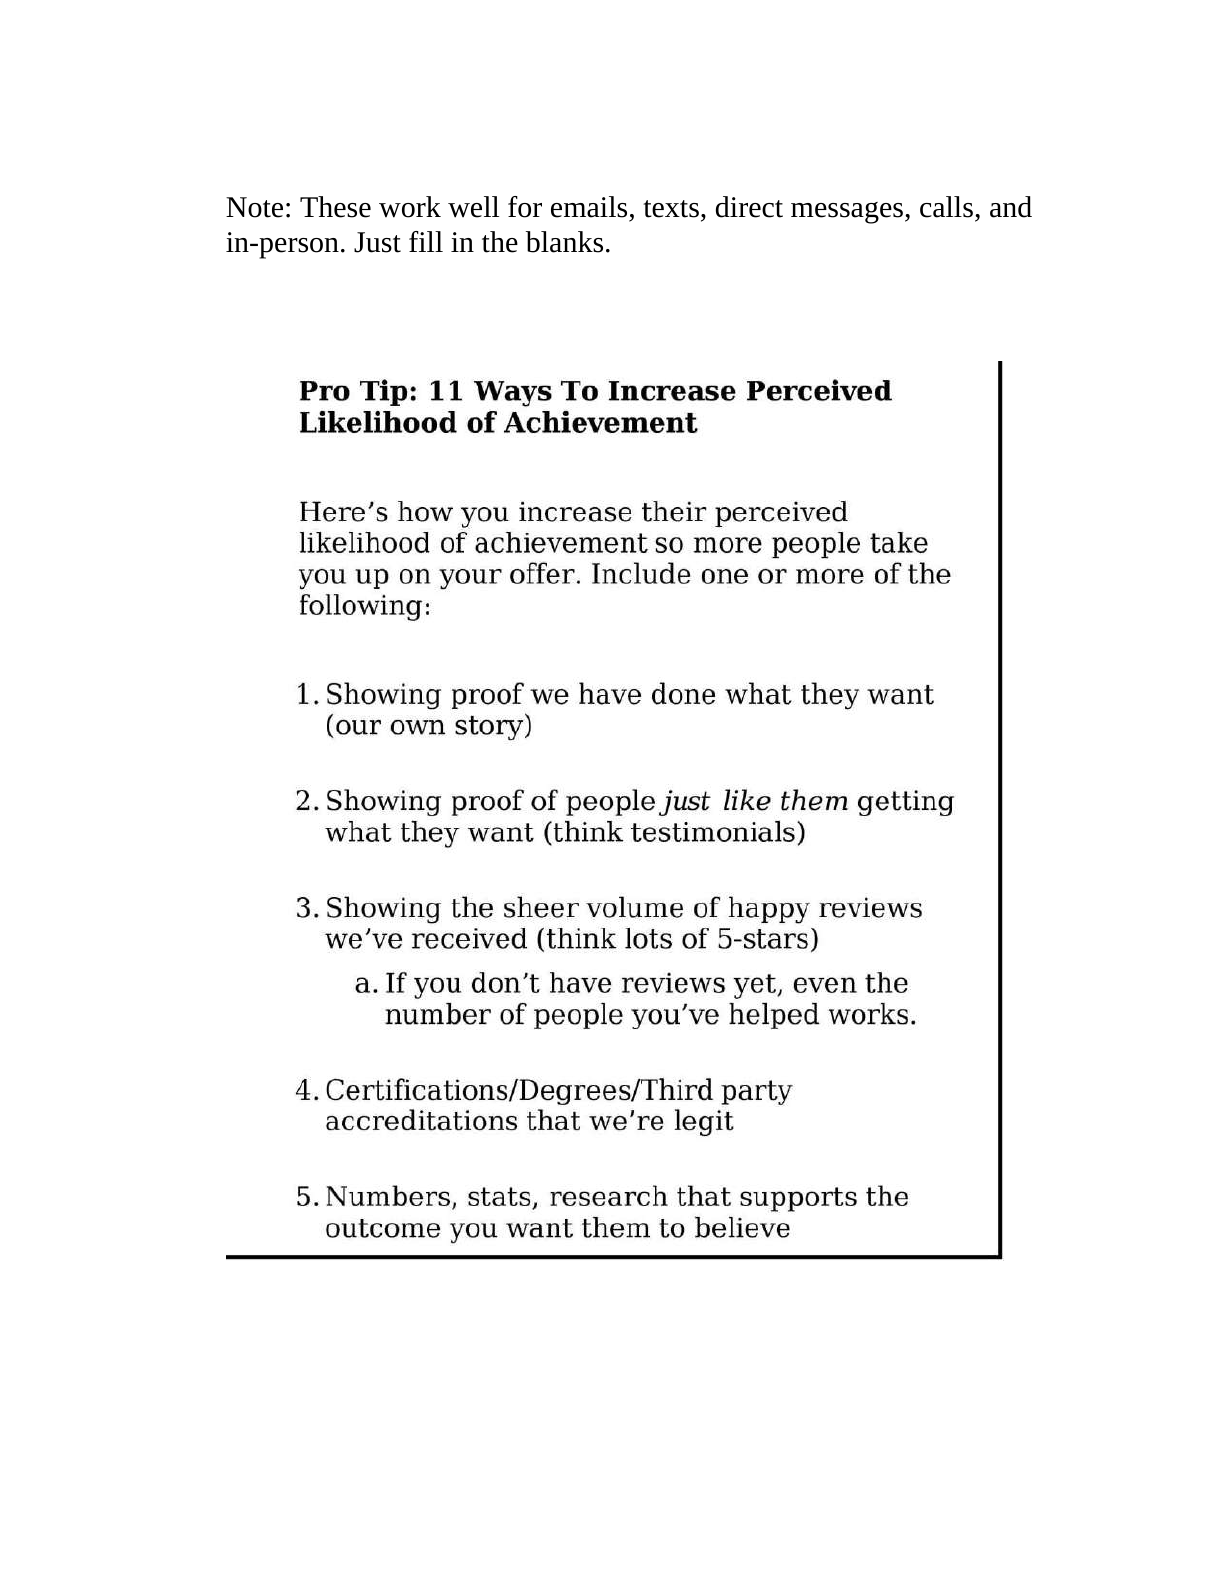 Note: These work well for emails, texts, direct messages, calls, and
in-person. Just fill in the blanks.
Pro Tip: 11 Ways To Increase Perceived
Likelihood of Achievement
Here’s how you increase their perceived
likelihood of achievement so more people take
you up on your offer. Include one or more of the
following:
1. Showing proof we have done what they want
(our own story)
2. Showing proof of people just like them getting
what they want (think testimonials)
3. Showing the sheer volume of happy reviews
we’ve received (think lots of 5-stars)
a. If you don’t have reviews yet, even the
number of people you’ve helped works.
4. Certifications/Degrees/Third party
accreditations that we’re legit
5. Numbers, stats, research that supports the
outcome you want them to believe